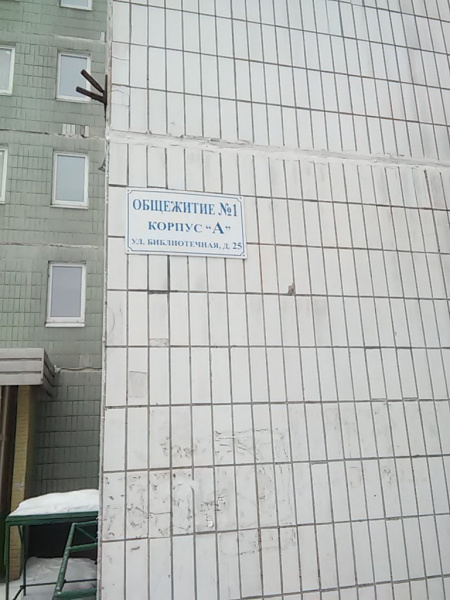 ОБЩЕЖИТИЕ №1
КОРПУС "А"
УЛ. БИБЛИОТЕЧНАЯ, Д. 25